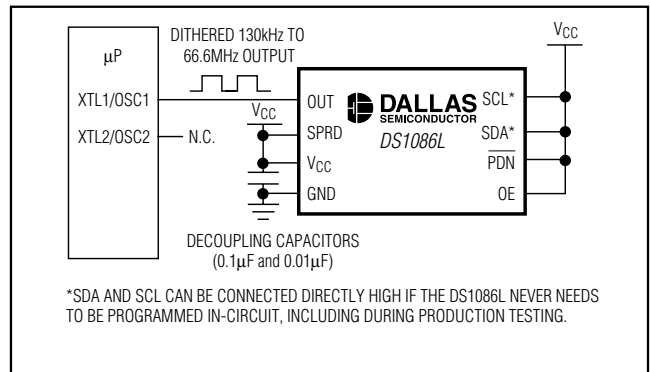 DITHERED 130kHz TO
66.6MHz OUTPUT
μP
XTL1/OSC1
XTL2/OSC2
N.C.
VCC
OUT
SPRD
VCC
GND
DALLAS
SEMICONDUCTOR
DS1086L
SCL*
SDA*
PDN
OE
VCC
DECOUPLING CAPACITORS
(0.1μF and 0.01μF)
*SDA AND SCL CAN BE CONNECTED DIRECTLY HIGH IF THE DS1086L NEVER NEEDS
TO BE PROGRAMMED IN-CIRCUIT, INCLUDING DURING PRODUCTION TESTING.